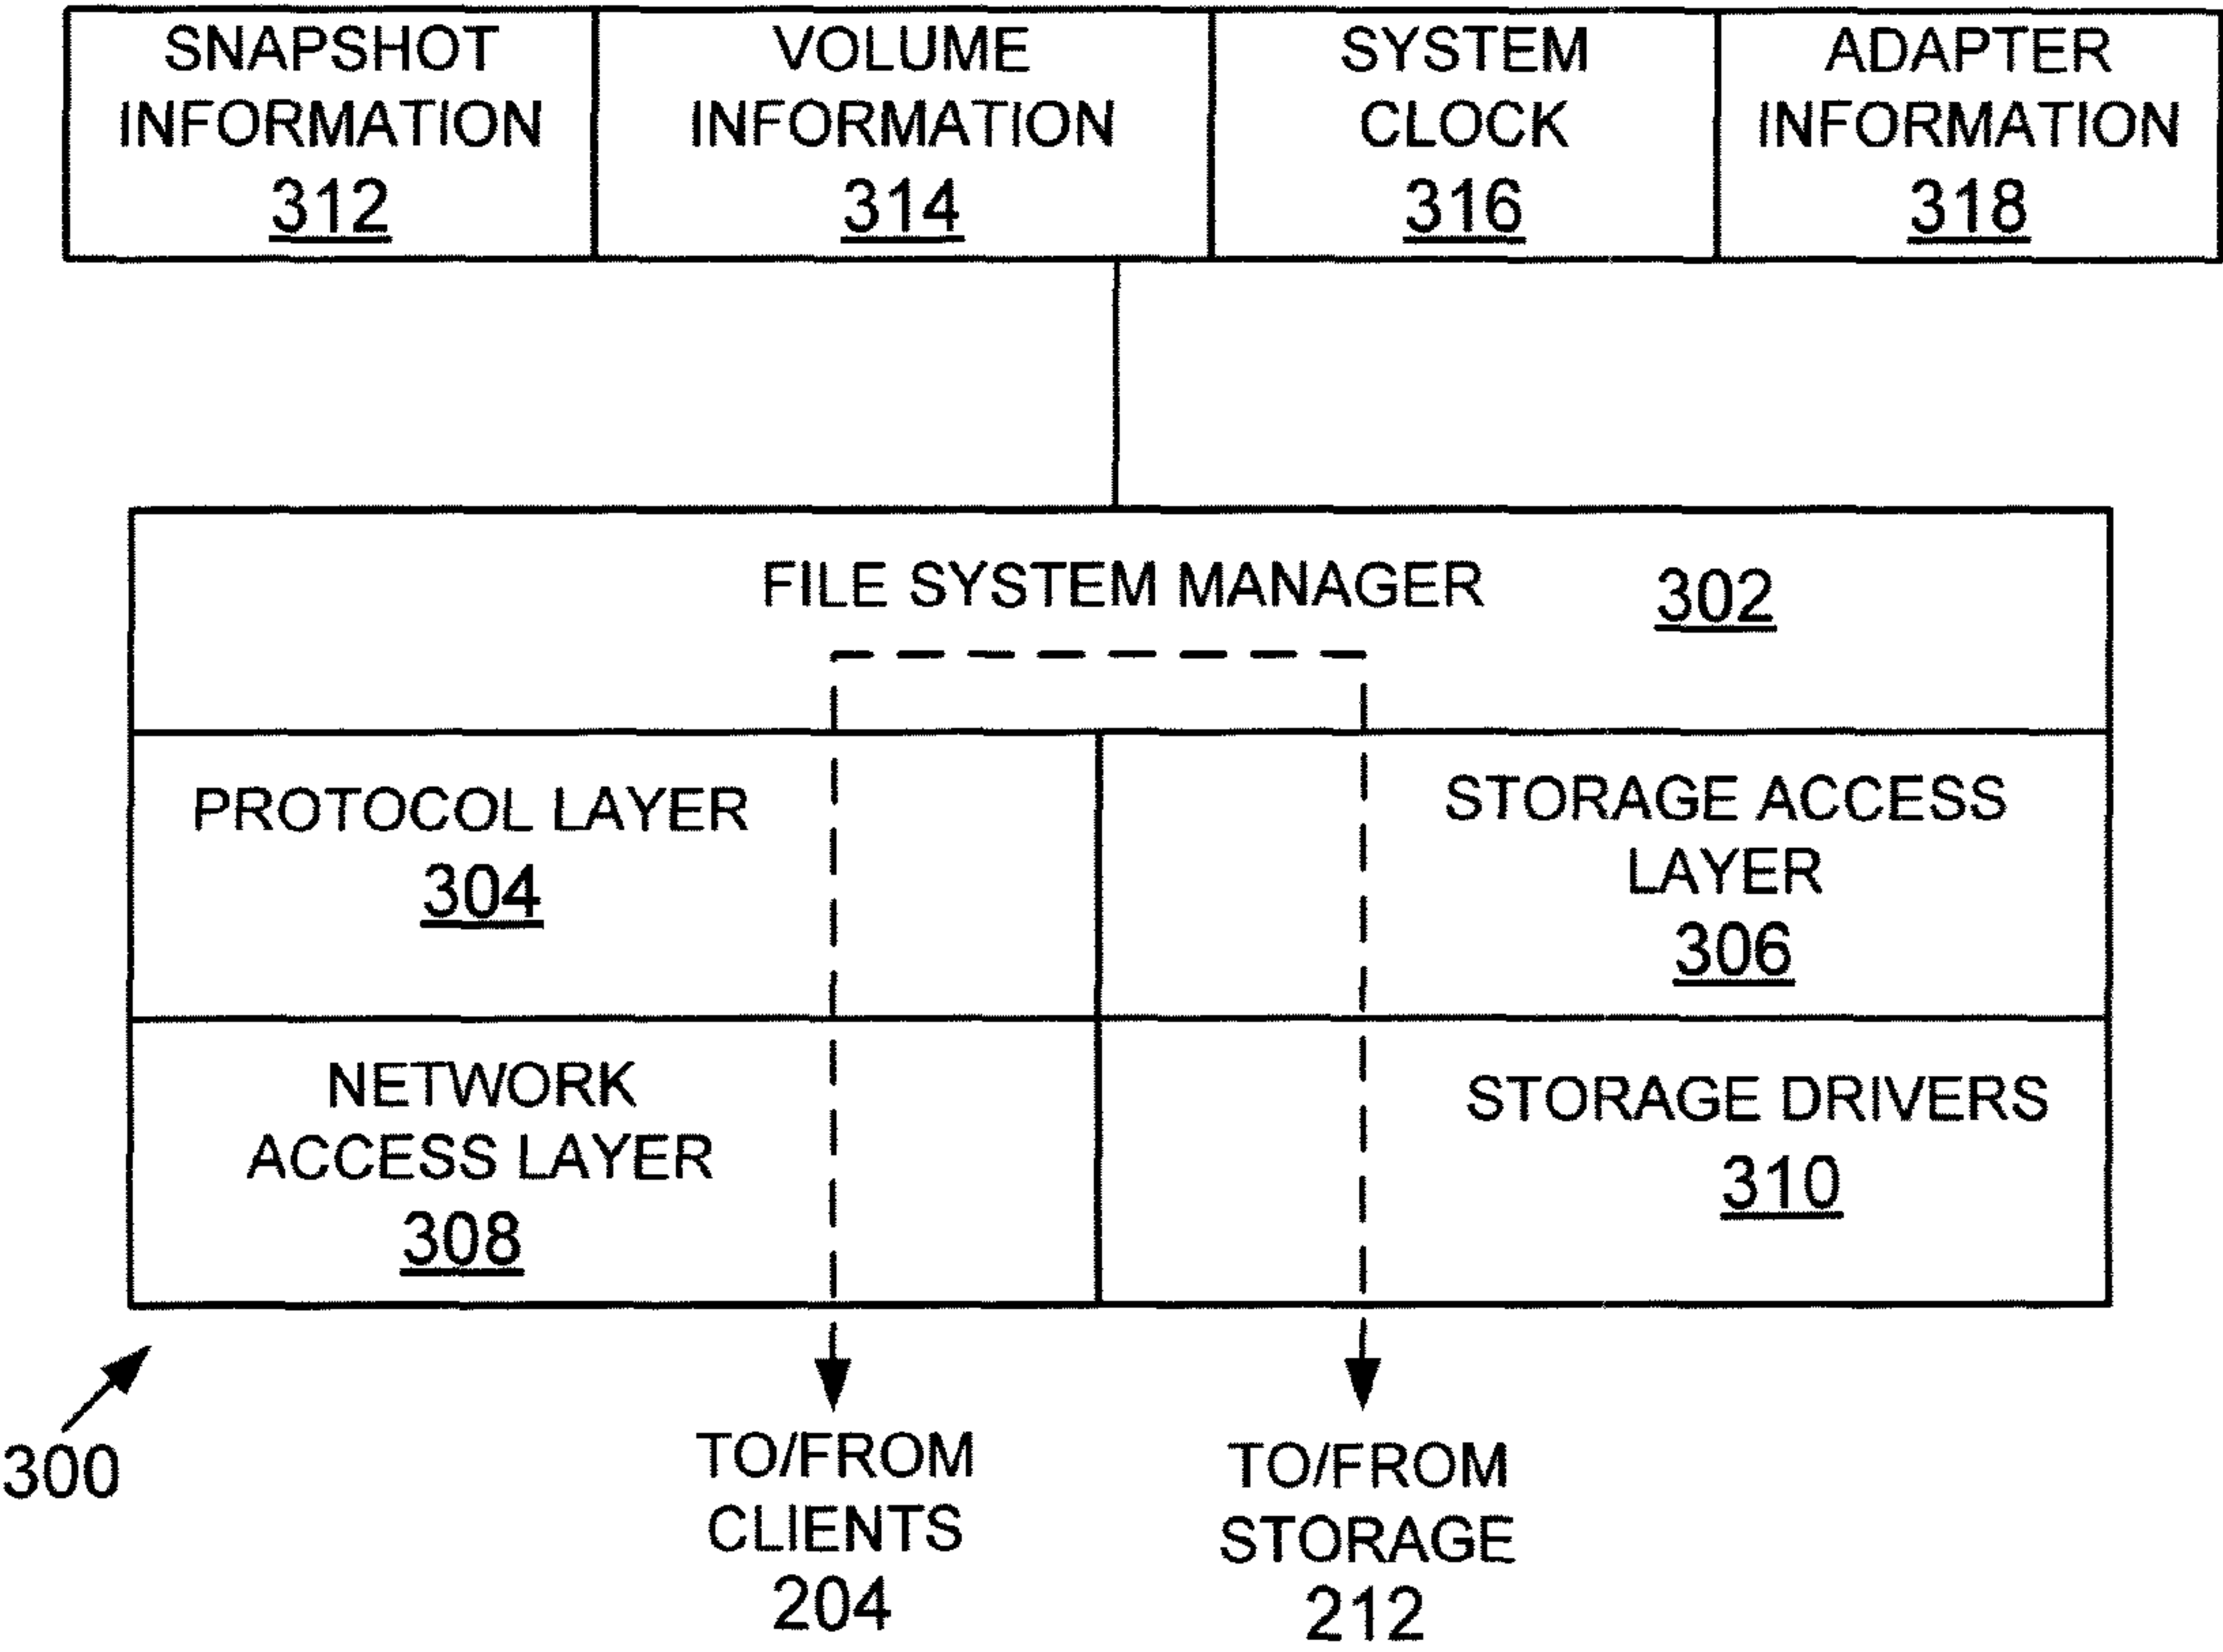 SNAPSHOT
INFORMATION
312
VOLUME
INFORMATION
314
SYSTEM
CLOCK
316
ADAPTER
INFORMATION
318
FILE SYSTEM MANAGER 302
PROTOCOL LAYER
304
STORAGE ACCESS
LAYER
306
NETWORK
ACCESS LAYER
308
STORAGE DRIVERS
310
300
TO/FROM
CLIENTS
204
TO/FROM
STORAGE
212